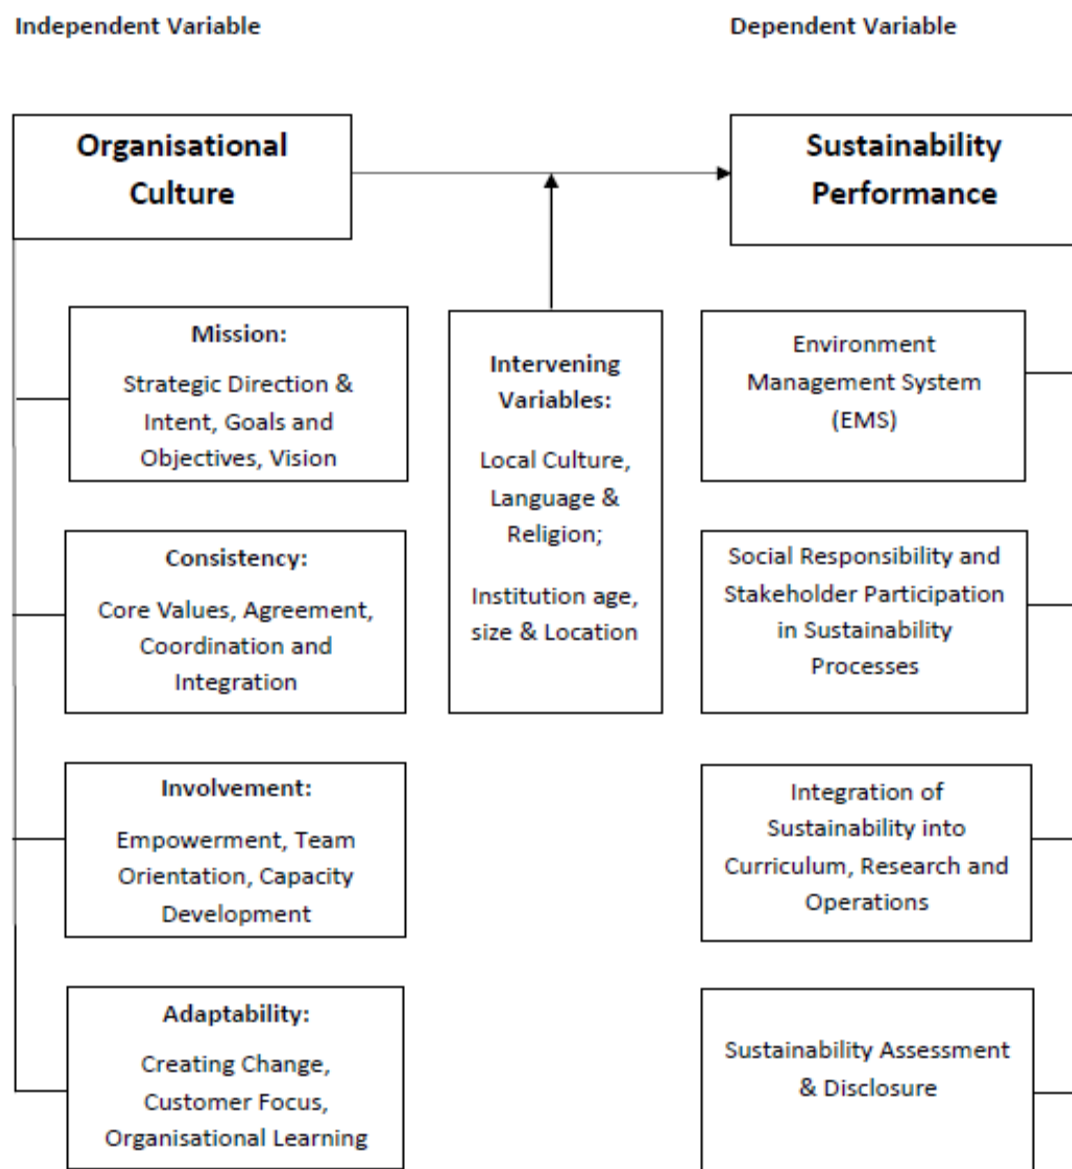 Independent Variable
Dependent Variable
Organisational
Culture
Sustainability
Performance
Mission:
Strategic Direction &
Intent, Goals and
Objectives, Vision
Consistency:
Core Values, Agreement,
Coordination and
Integration
Involvement:
Empowerment, Team
Orientation, Capacity
Development
Adaptability:
Creating Change,
Customer Focus,
Organisational Learning
Intervening
Variables:
Local Culture,
Language &
Religion;
Institution age,
size & Location
Environment
Management System
(EMS)
Social Responsibility and
Stakeholder Participation
in Sustainability
Processes
Integration of
Sustainability into
Curriculum, Research and
Operations
Sustainability Assessment
& Disclosure